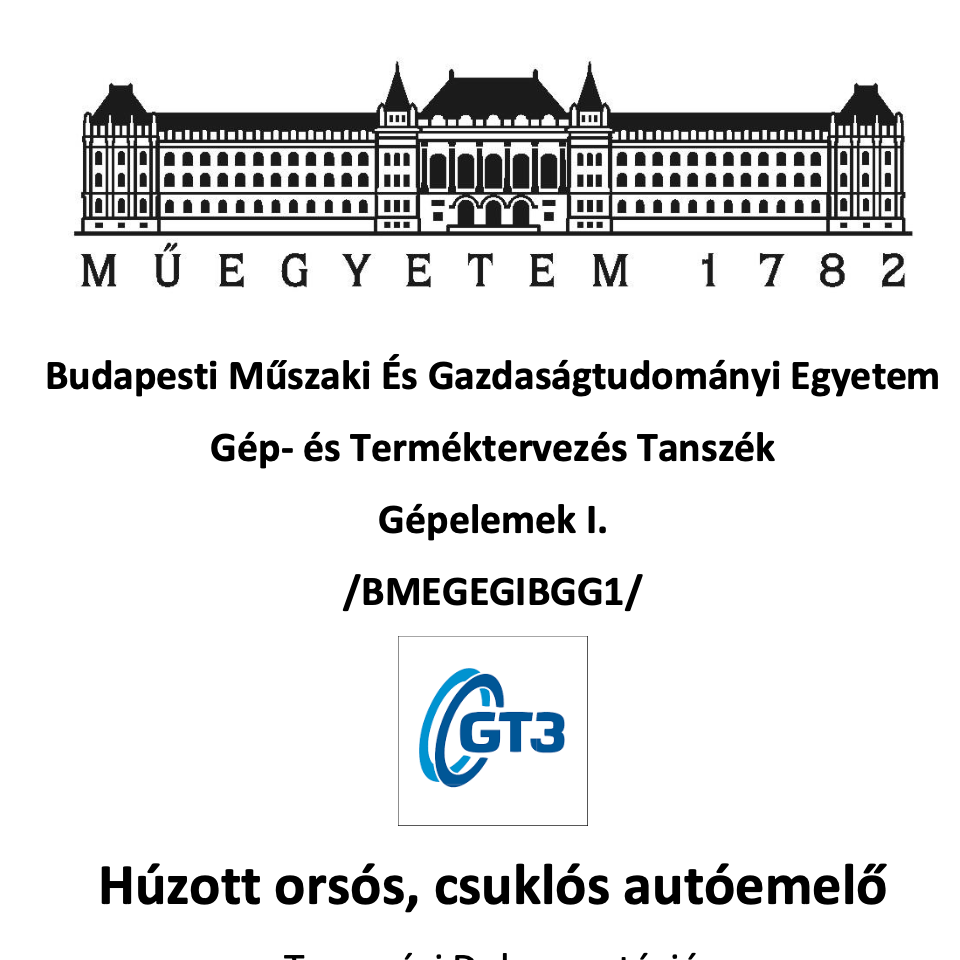 MŰEGYETEM 1782
Budapesti Műszaki És Gazdaságtudományi Egyetem
Gép- és Terméktervezés Tanszék
Gépelemek I.
/BMEGEGIBGG1/
GT3
Húzott orsós, csuklós autóemelő